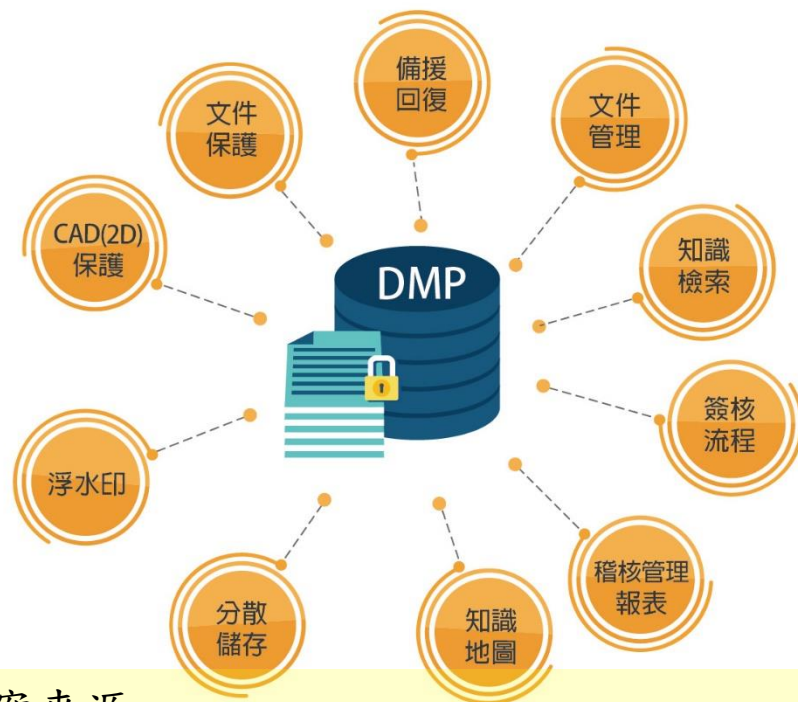 備援
回復
文件
保護
文件
管理
CAD(2D)
保護
知識
檢索
DMP
簽核
流程
浮水印
稽核管理
報表
分散
儲存
知識
地圖